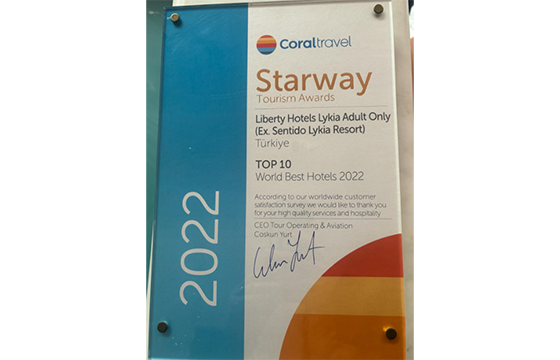 Coraltravel
Starway
Tourism Awards
Liberty Hotels Lykia Adult Only
(Ex. Sentido Lykia Resort)
Türkiye
TOP 10
World Best Hotels 2022
According to our worldwide customer
satisfaction survey we would like to thank you
for your high quality services and hospitality
CEO Tour Operating & Aviation
Coskun Yurt
2022